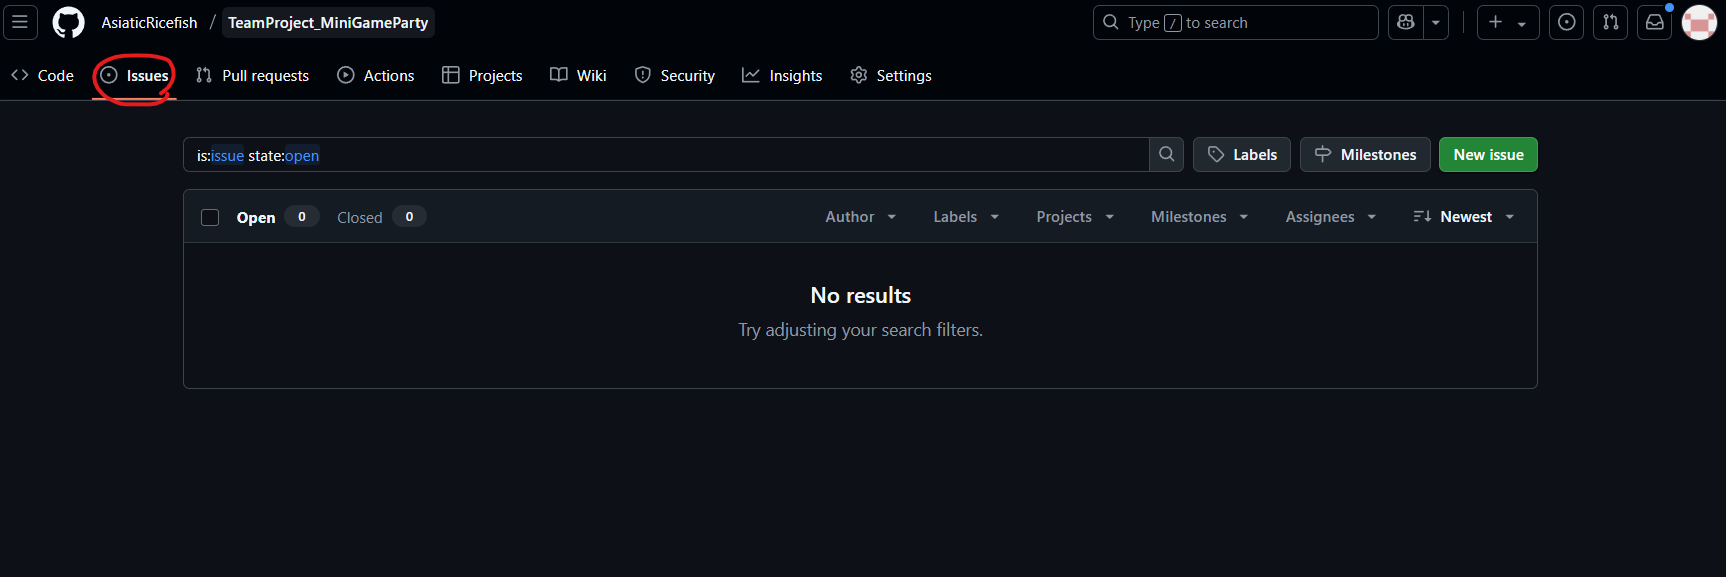 AsiaticRicefish / TeamProject_MiniGameParty Type / to search
Code Issues Pull requests Actions Projects Wiki Security Insights Settings
is:issue state:open Labels Milestones New issue
Open 0 Closed 0 Author Labels Projects Milestones Assignees Newest
No results
Try adjusting your search filters.